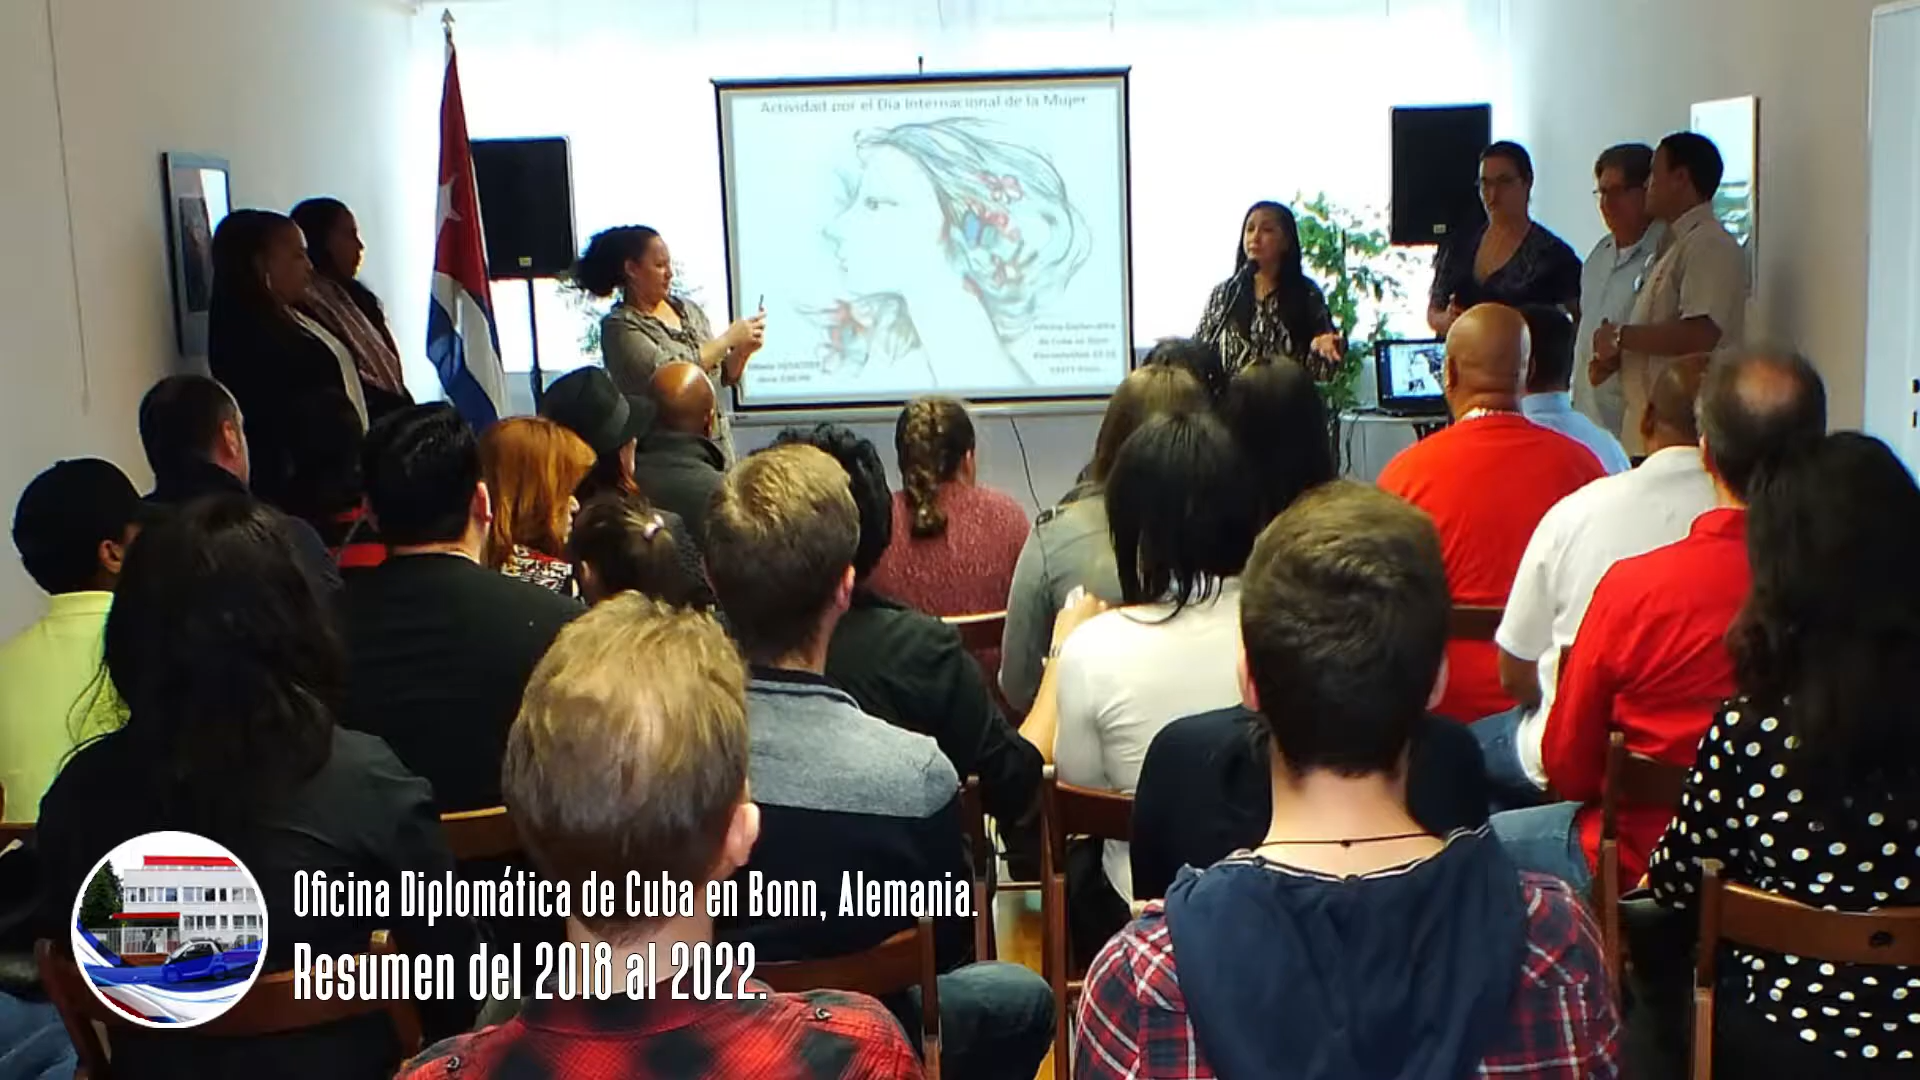 Actividad por el Día Internacional de la Mujer
Oficina Diplomática de Cuba en Bonn, Alemania.
Resumen del 2018 al 2022.